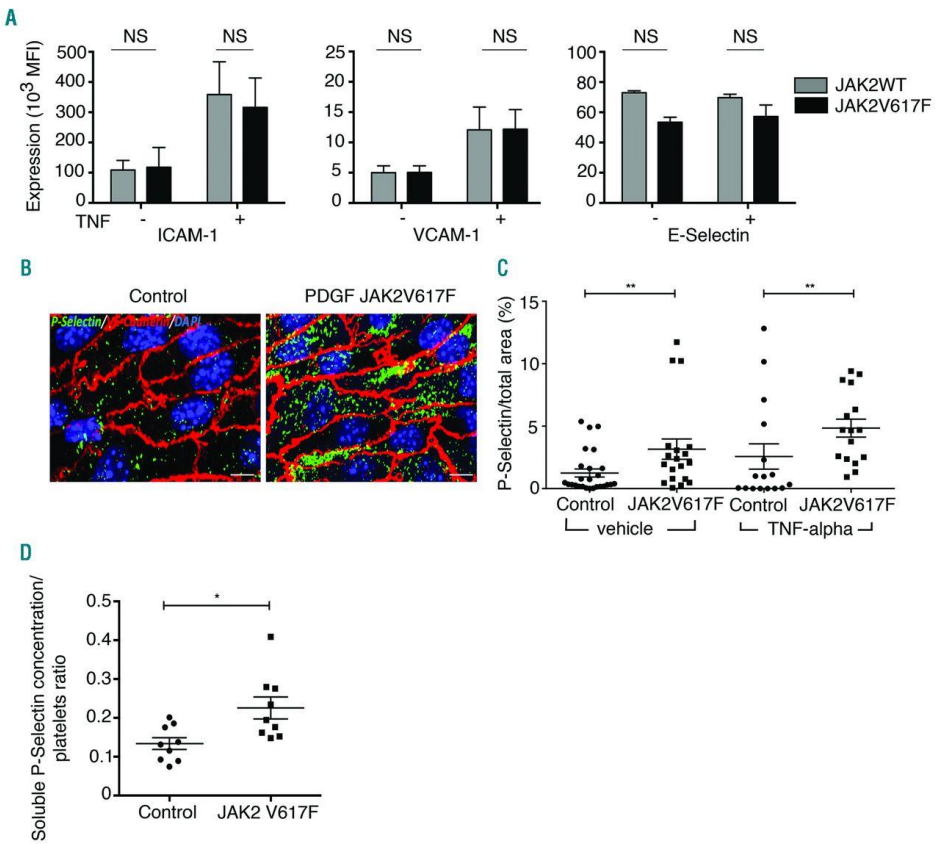 A
NS NS NS NS NS NS
Expression (10³ MFI)
500
400
300
200
100
0
25
20
15
10
5
0
100
80
60
40
20
0
JAK2WT
JAK2V617F
TNF - + - + - +
ICAM-1 VCAM-1 E-Selectin
B
Control PDGF JAK2V617F
P-Selectin/VE-Cadherin/DAPI
C
P-Selectin/total area (%)
15
10
5
0
** **
Control JAK2V617F Control JAK2V617F
vehicle TNF-alpha
D
Soluble P-Selectin concentration/
platelets ratio
0.5
0.4
0.3
0.2
0.1
0
*
Control JAK2 V617F